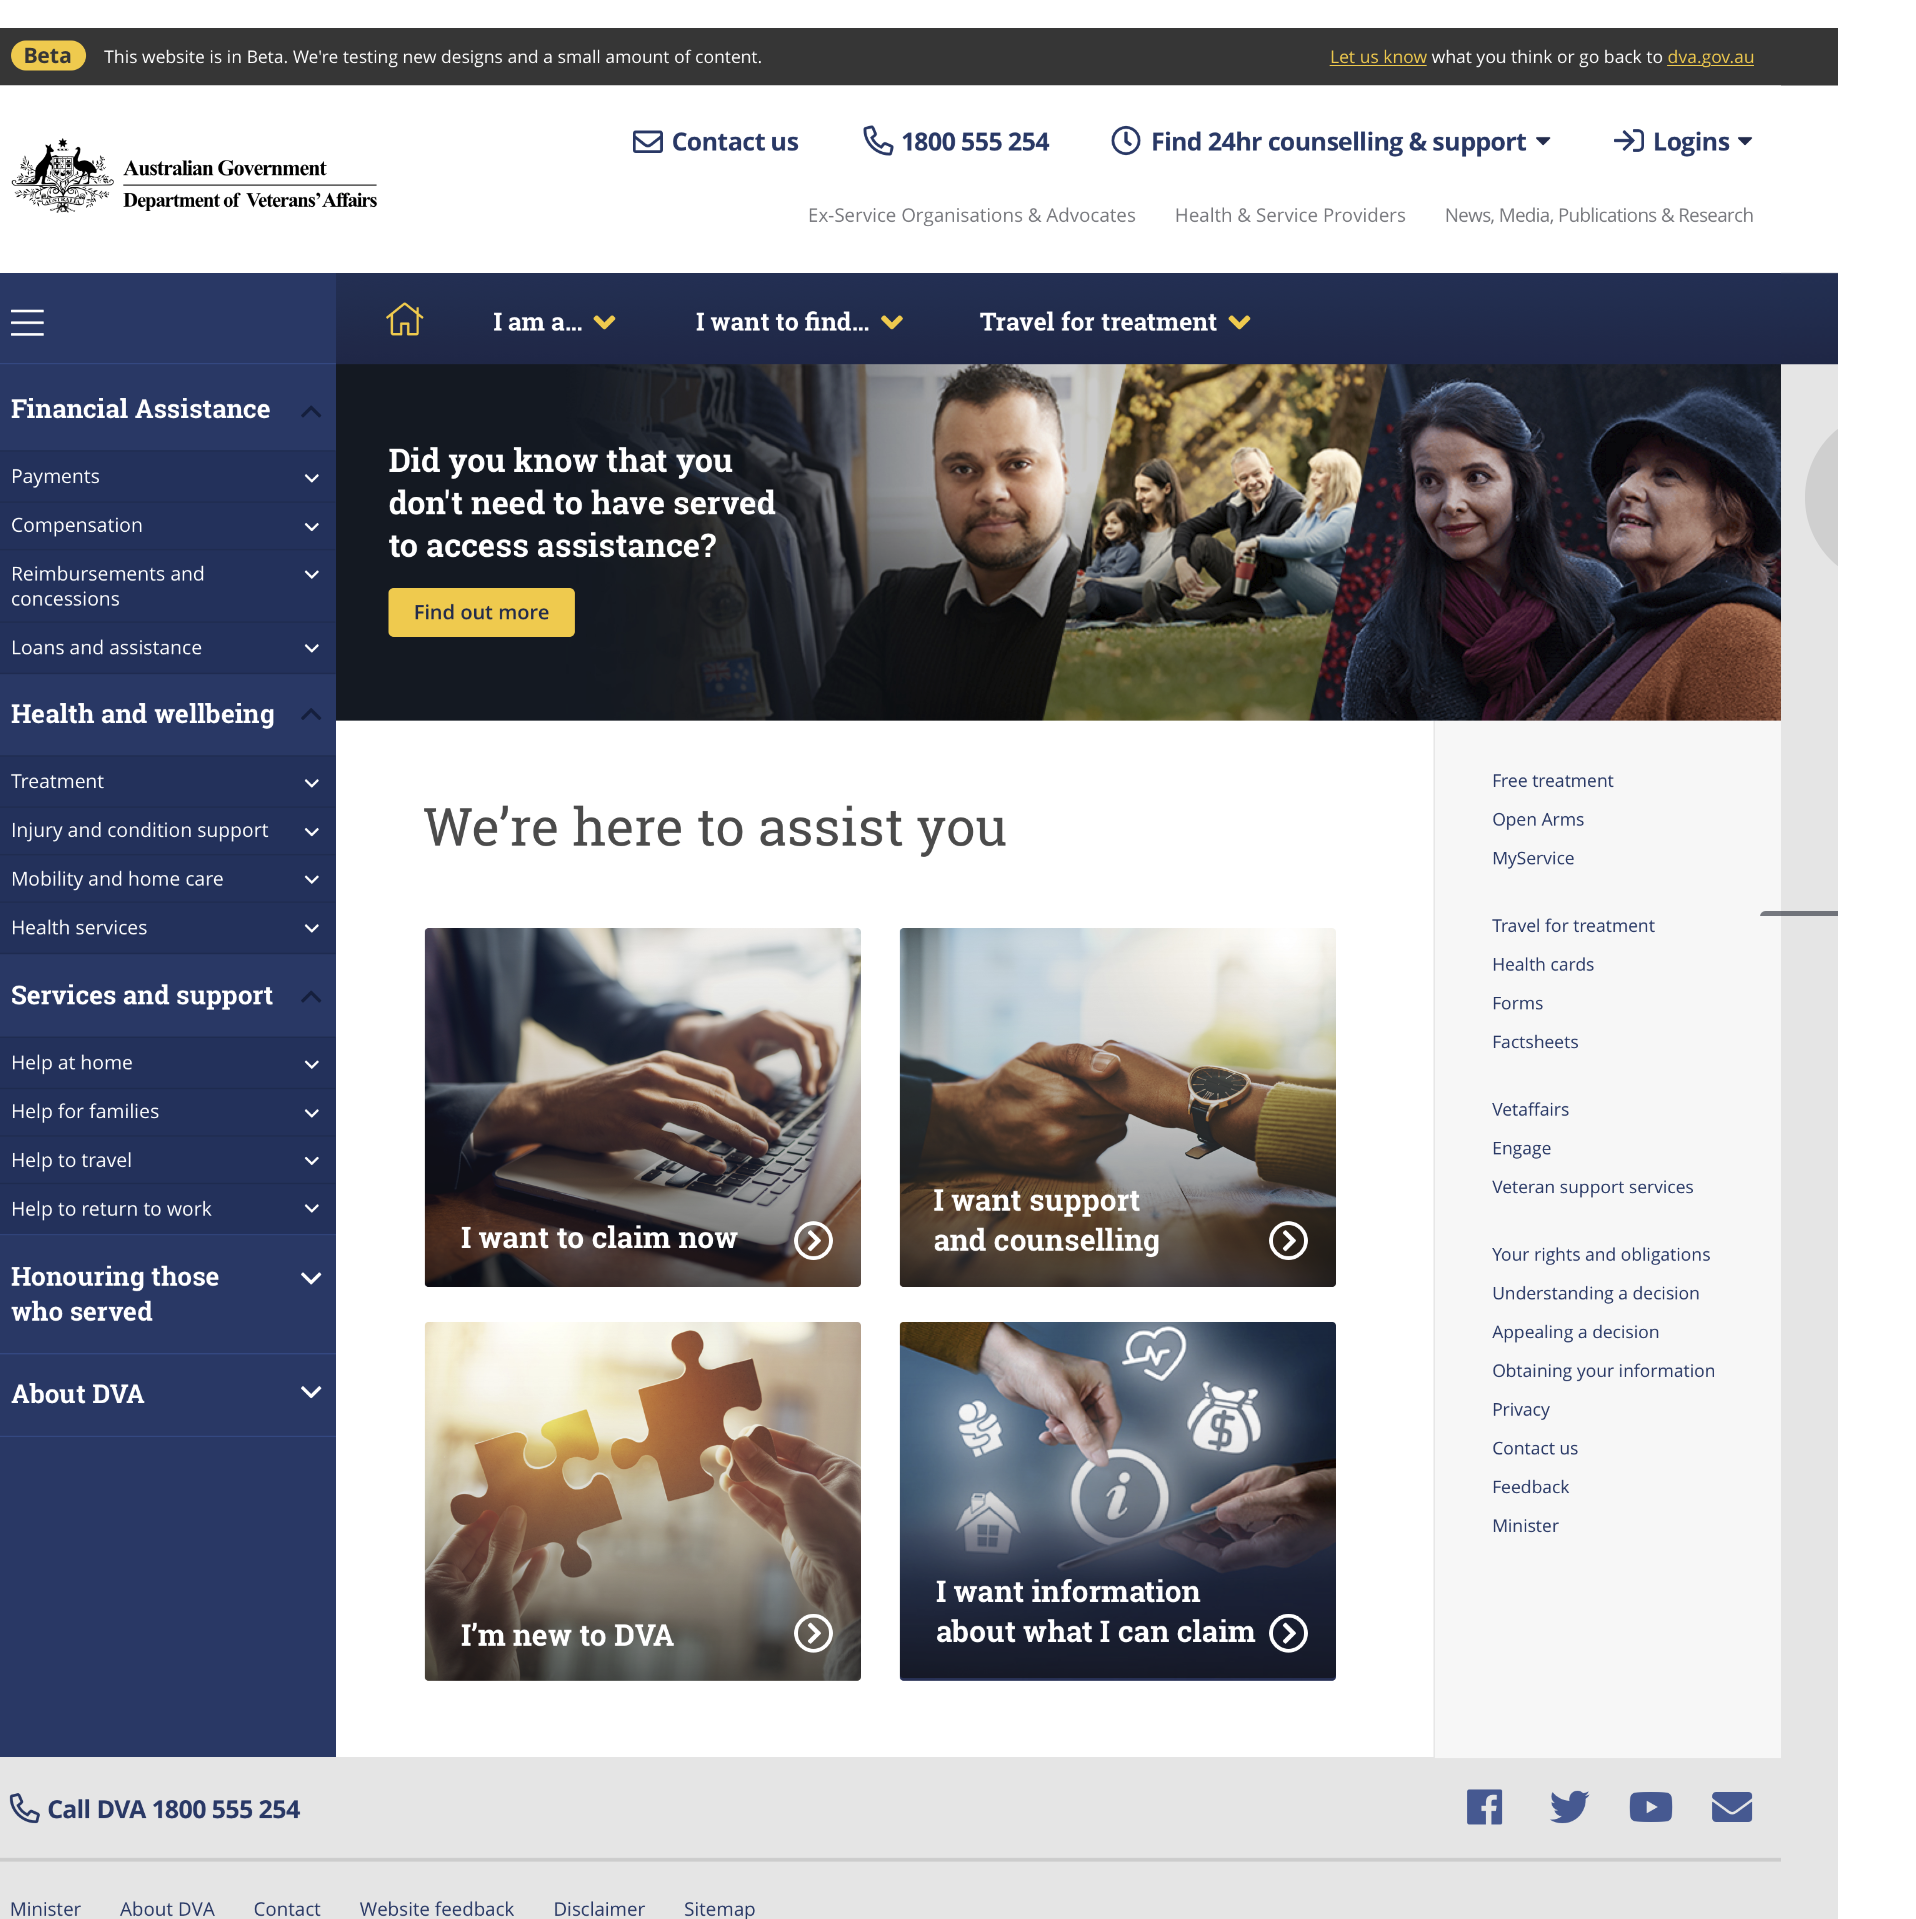 Beta
This website is in Beta. We're testing new designs and a small amount of content.
Let us know what you think or go back to dva.gov.au
Australian Government
Department of Veterans' Affairs
Contact us
1800 555 254
Find 24hr counselling & support
Logins
Ex-Service Organisations & Advocates
Health & Service Providers
News, Media, Publications & Research
I am a...
I want to find...
Travel for treatment
Financial Assistance
Payments
Compensation
Reimbursements and
concessions
Loans and assistance
Health and wellbeing
Treatment
Injury and condition support
Mobility and home care
Health services
Services and support
Help at home
Help for families
Help to travel
Help to return to work
Honouring those
who served
About DVA
Did you know that you
don't need to have served
to access assistance?
Find out more
We’re here to assist you
I want to claim now
I want support
and counselling
I’m new to DVA
I want information
about what I can claim
Free treatment
Open Arms
MyService
Travel for treatment
Health cards
Forms
Factsheets
Vetaffairs
Engage
Veteran support services
Your rights and obligations
Understanding a decision
Appealing a decision
Obtaining your information
Privacy
Contact us
Feedback
Minister
Call DVA 1800 555 254
Minister
About DVA
Contact
Website feedback
Disclaimer
Sitemap